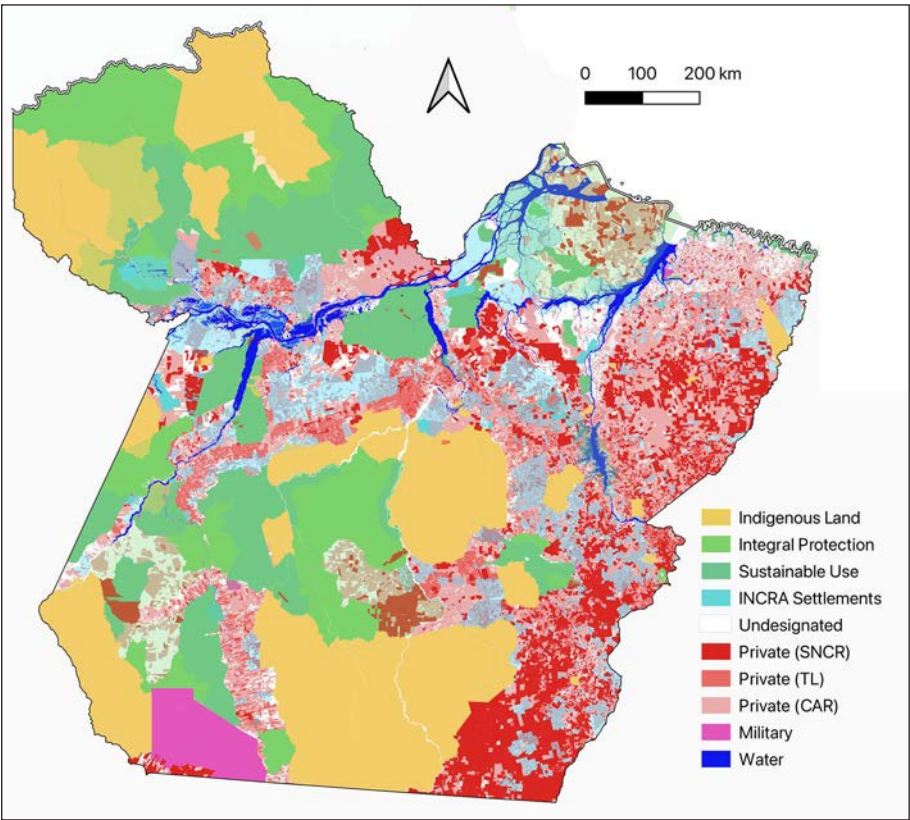 0 100 200 km
Indigenous Land
Integral Protection
Sustainable Use
INCRA Settlements
Undesignated
Private (SNCR)
Private (TL)
Private (CAR)
Military
Water